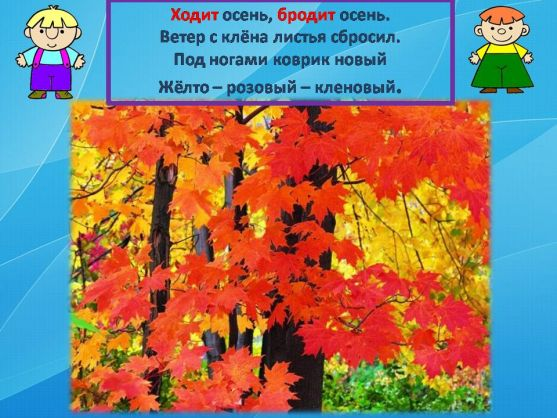 Ходит осень, бродит осень.
Ветер с клёна листья сбросил.
Под ногами коврик новый
Жёлто – розовый – кленовый.